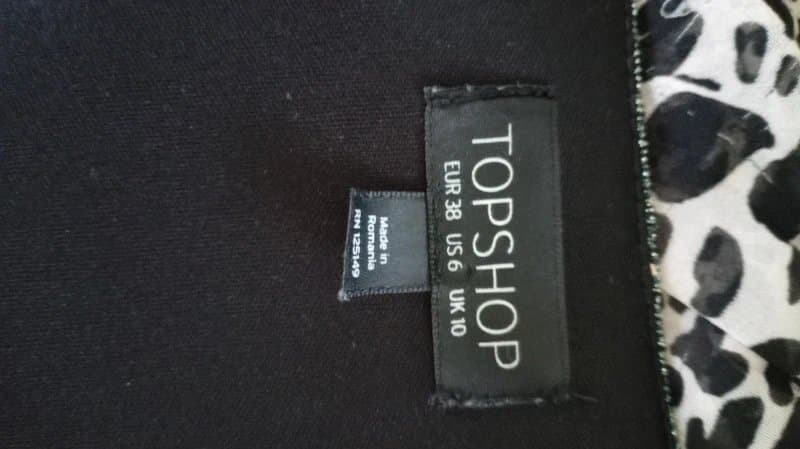 TOPSHOP
EUR 38 US 6 UK 10
Made in
Romania
RN 125149